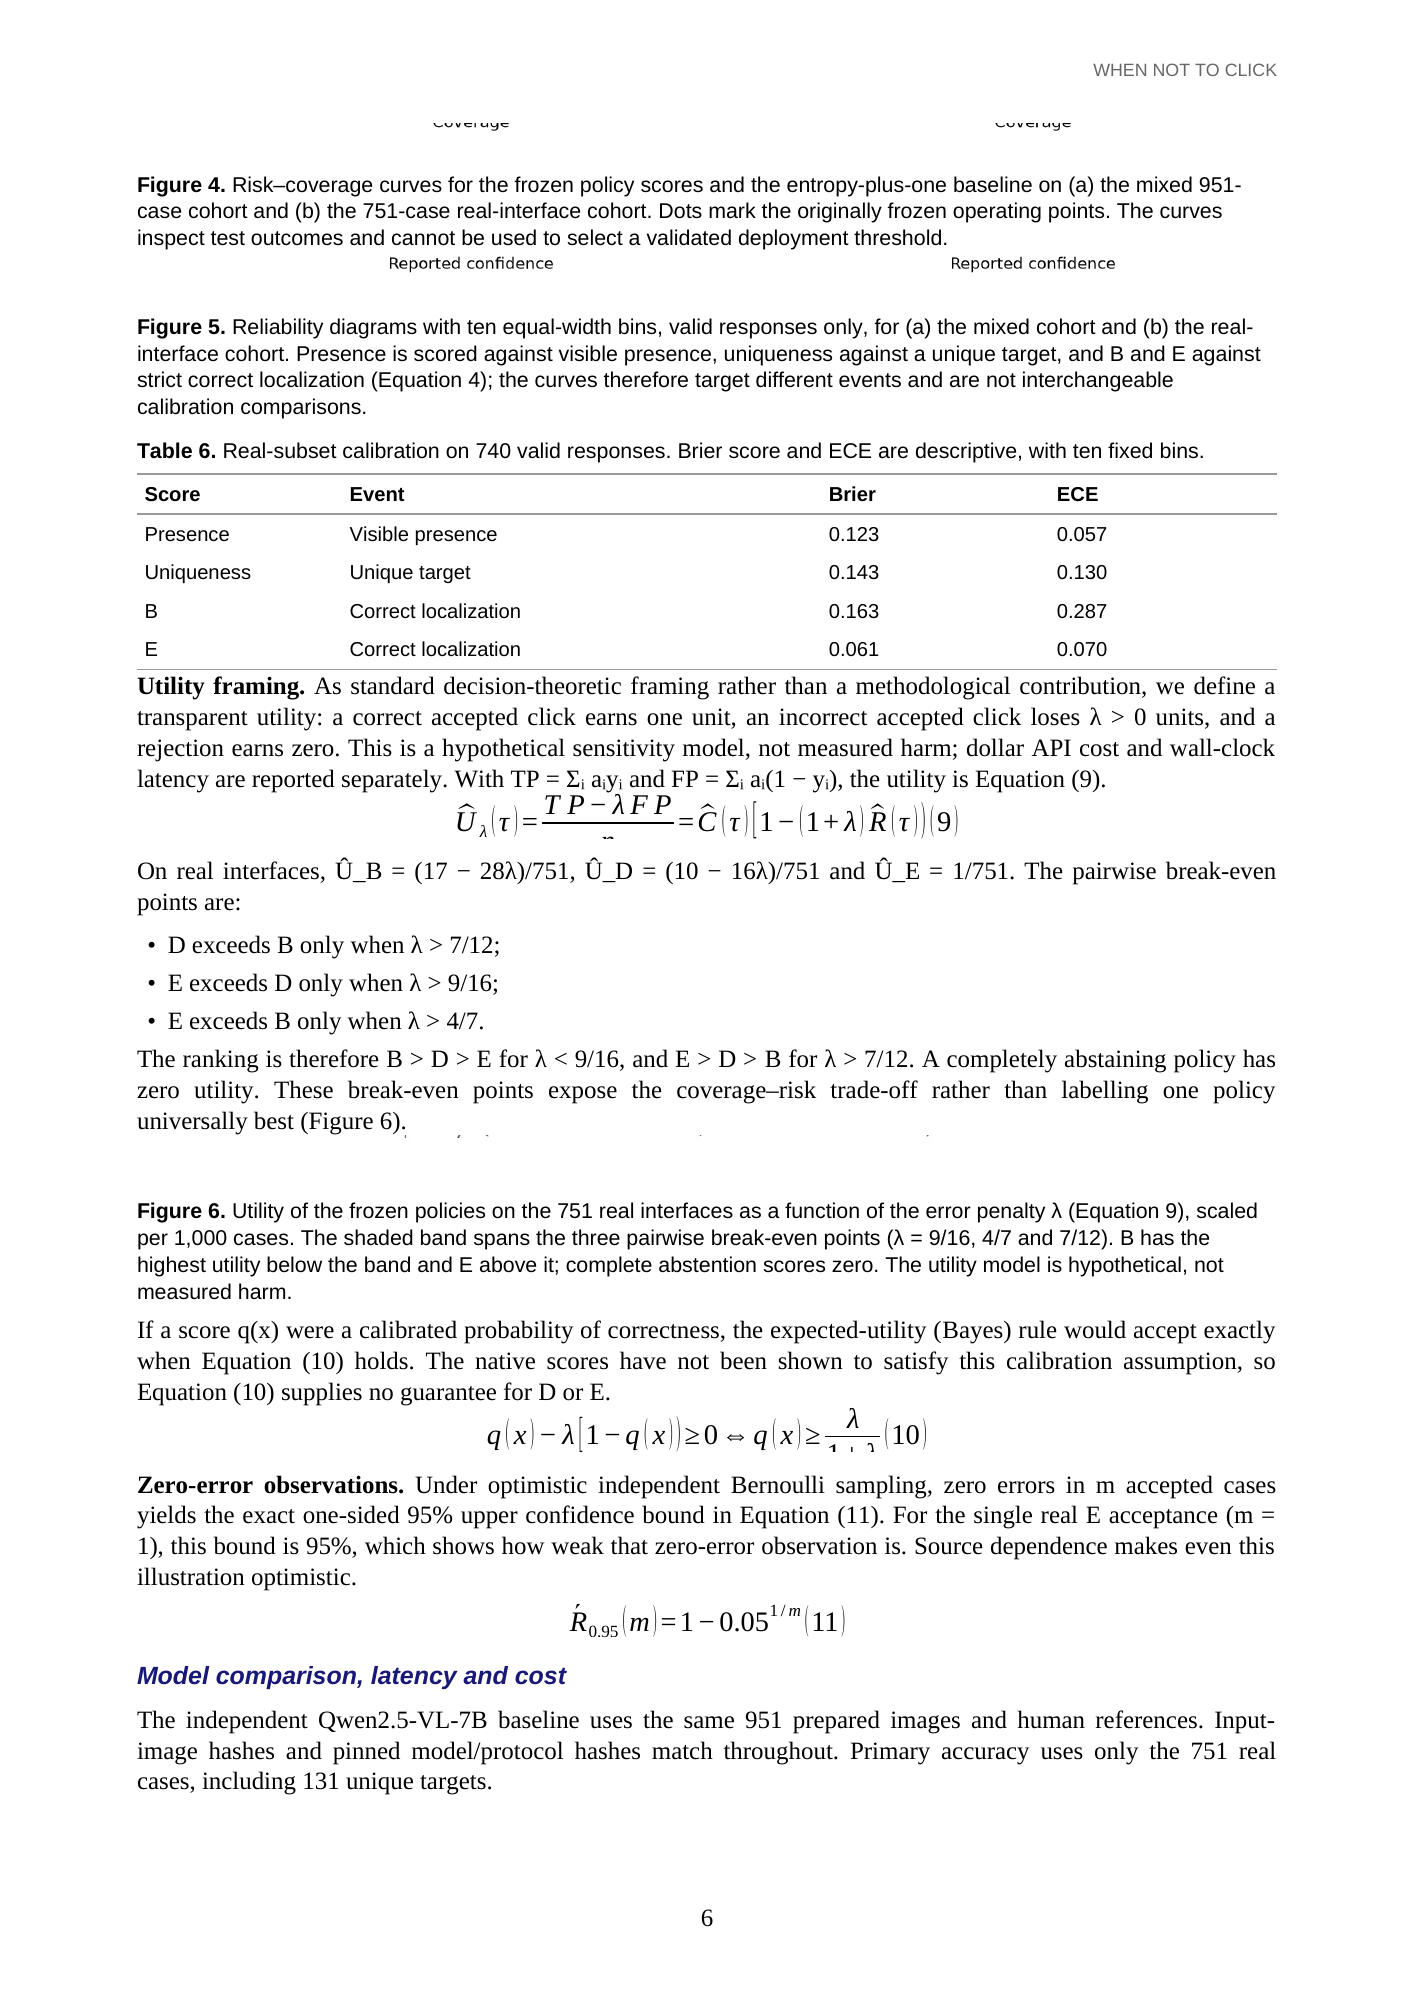 WHEN NOT TO CLICK
Coverage Coverage
Figure 4. Risk–coverage curves for the frozen policy scores and the entropy-plus-one baseline on (a) the mixed 951-
case cohort and (b) the 751-case real-interface cohort. Dots mark the originally frozen operating points. The curves
inspect test outcomes and cannot be used to select a validated deployment threshold.
Reported confidence Reported confidence
Figure 5. Reliability diagrams with ten equal-width bins, valid responses only, for (a) the mixed cohort and (b) the real-
interface cohort. Presence is scored against visible presence, uniqueness against a unique target, and B and E against
strict correct localization (Equation 4); the curves therefore target different events and are not interchangeable
calibration comparisons.
Table 6. Real-subset calibration on 740 valid responses. Brier score and ECE are descriptive, with ten fixed bins.
Score Event Brier ECE
Presence Visible presence 0.123 0.057
Uniqueness Unique target 0.143 0.130
B Correct localization 0.163 0.287
E Correct localization 0.061 0.070
Utility framing. As standard decision-theoretic framing rather than a methodological contribution, we define a
transparent utility: a correct accepted click earns one unit, an incorrect accepted click loses λ > 0 units, and a
rejection earns zero. This is a hypothetical sensitivity model, not measured harm; dollar API cost and wall-clock
latency are reported separately. With TP = Σᵢ aᵢyᵢ and FP = Σᵢ aᵢ(1 − yᵢ), the utility is Equation (9).
Û_λ(τ) = (T P − λ F P)/n = Ĉ(τ)[1 − (1+λ) R̂(τ)] (9)
On real interfaces, Û_B = (17 − 28λ)/751, Û_D = (10 − 16λ)/751 and Û_E = 1/751. The pairwise break-even
points are:
• D exceeds B only when λ > 7/12;
• E exceeds D only when λ > 9/16;
• E exceeds B only when λ > 4/7.
The ranking is therefore B > D > E for λ < 9/16, and E > D > B for λ > 7/12. A completely abstaining policy has
zero utility. These break-even points expose the coverage–risk trade-off rather than labelling one policy
universally best (Figure 6).
Figure 6. Utility of the frozen policies on the 751 real interfaces as a function of the error penalty λ (Equation 9), scaled
per 1,000 cases. The shaded band spans the three pairwise break-even points (λ = 9/16, 4/7 and 7/12). B has the
highest utility below the band and E above it; complete abstention scores zero. The utility model is hypothetical, not
measured harm.
If a score q(x) were a calibrated probability of correctness, the expected-utility (Bayes) rule would accept exactly
when Equation (10) holds. The native scores have not been shown to satisfy this calibration assumption, so
Equation (10) supplies no guarantee for D or E.
q(x) − λ[1 − q(x)] ≥ 0 ⇔ q(x) ≥ λ/(1+λ) (10)
Zero-error observations. Under optimistic independent Bernoulli sampling, zero errors in m accepted cases
yields the exact one-sided 95% upper confidence bound in Equation (11). For the single real E acceptance (m =
1), this bound is 95%, which shows how weak that zero-error observation is. Source dependence makes even this
illustration optimistic.
Ŕ_0.95(m) = 1 − 0.05^{1/m} (11)
Model comparison, latency and cost
The independent Qwen2.5-VL-7B baseline uses the same 951 prepared images and human references. Input-
image hashes and pinned model/protocol hashes match throughout. Primary accuracy uses only the 751 real
cases, including 131 unique targets.
6